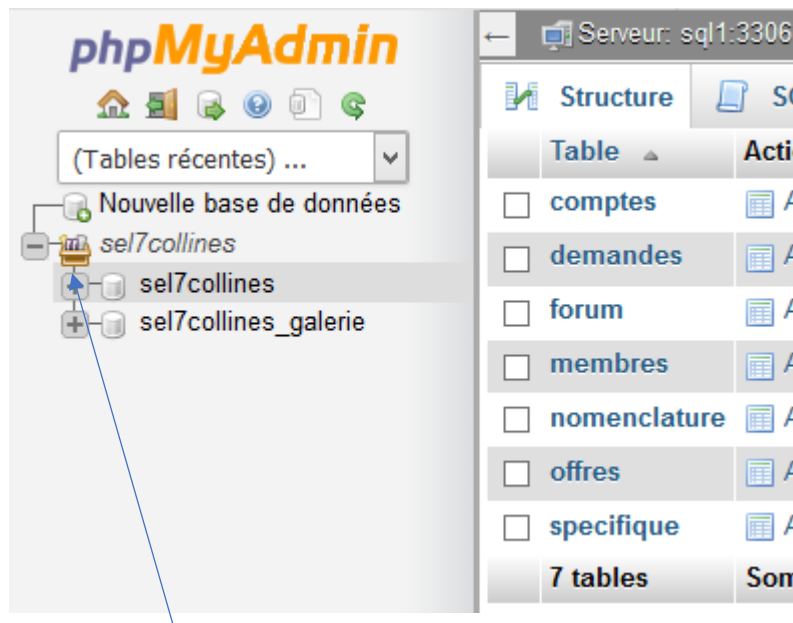 phpMyAdmin
(Tables récentes) ...
Nouvelle base de données
sel7collines
sel7collines
sel7collines_galerie
← Serveur: sql1:3306
Structure
Table
comptes
demandes
forum
membres
nomenclature
offres
specifique
7 tables